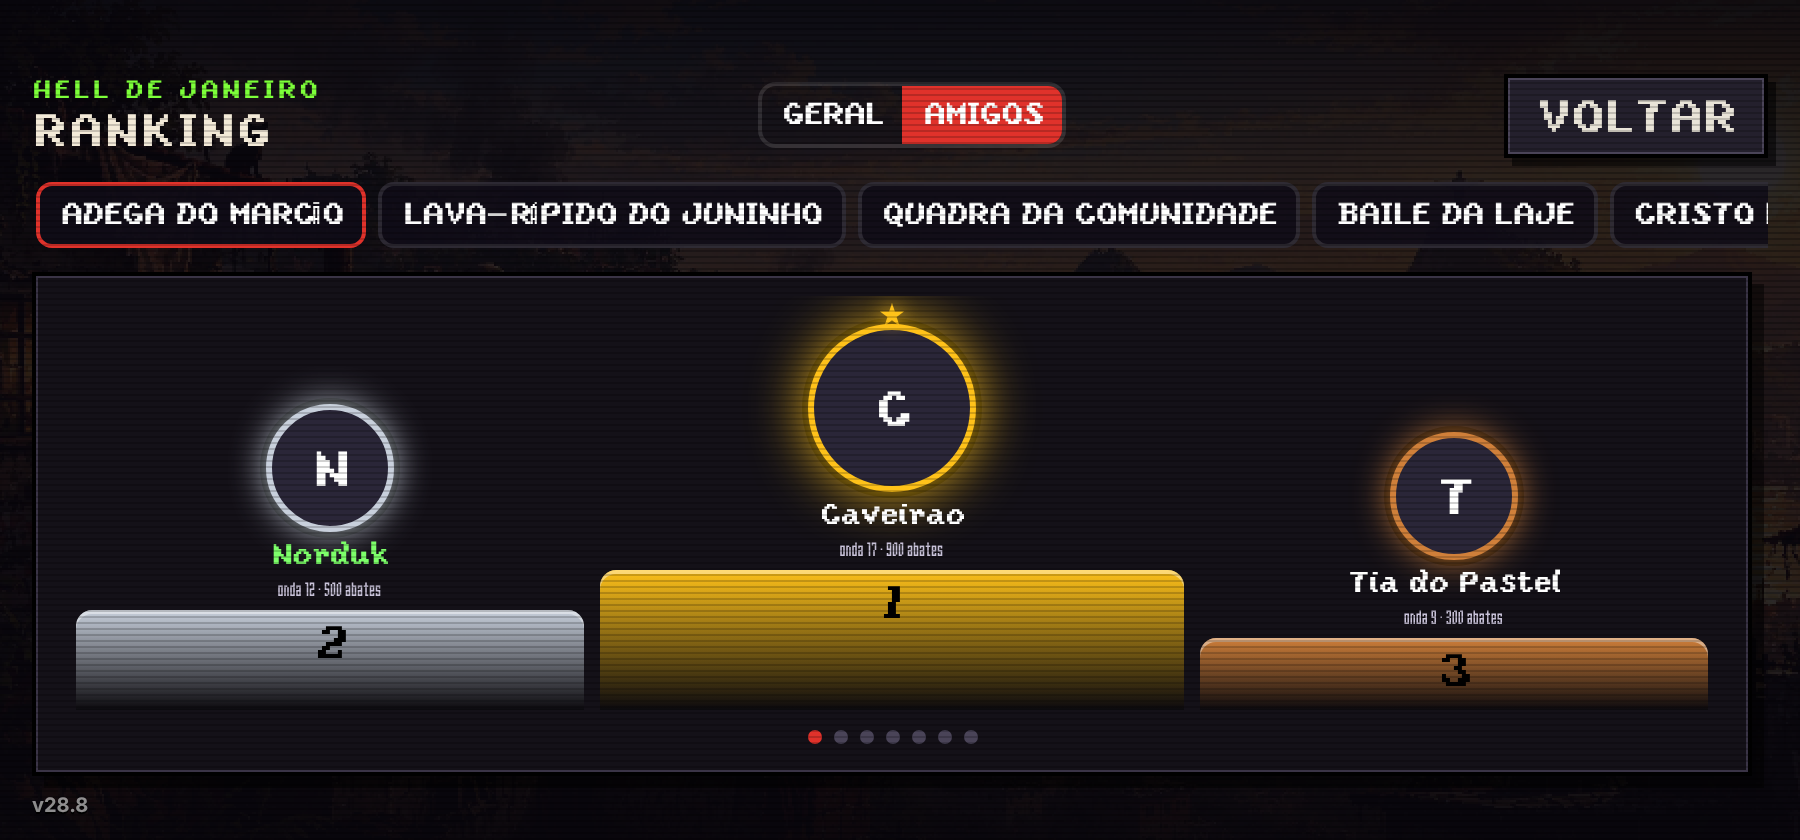 HELL DE JANEIRO
RANKING
GERAL AMIGOS
VOLTAR
ADEGA DO MARCÃO
LAVA-RÁPIDO DO JUNINHO
QUADRA DA COMUNIDADE
BAILE DA LAJE
CRISTO
C
Caveirao
onda 17 · 900 abates
1
N
Norduk
onda 12 · 500 abates
2
T
Tia do Pastel
onda 9 · 300 abates
3
v28.8